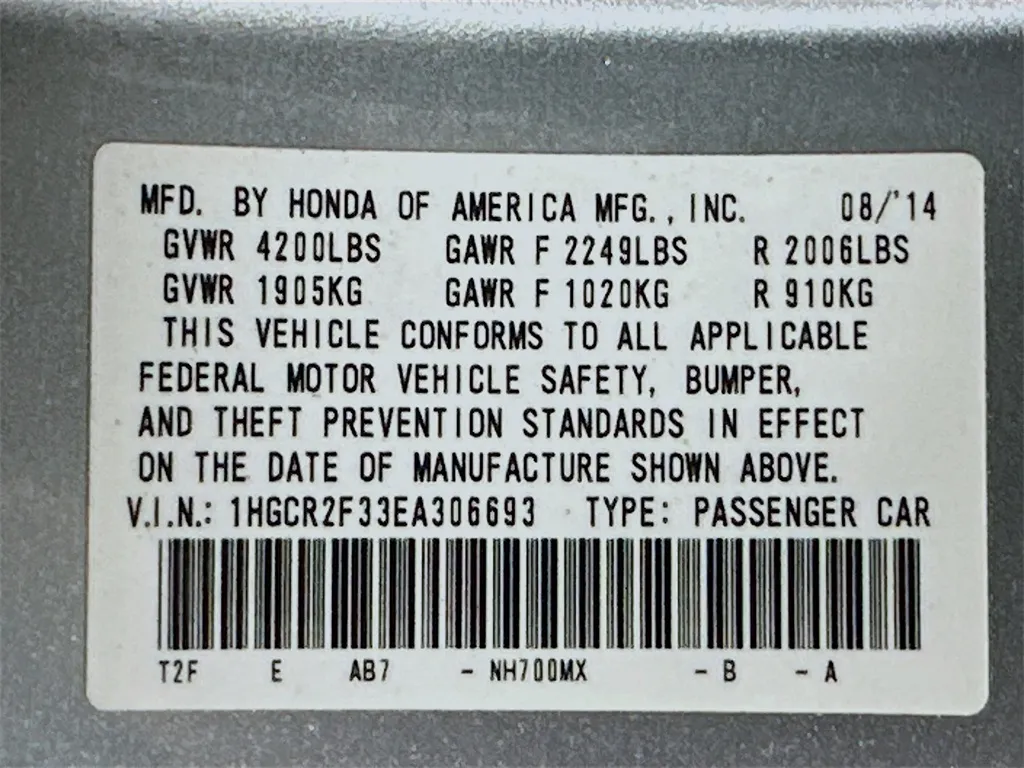 MFD. BY HONDA OF AMERICA MFG., INC. 08/'14
GVWR 4200LBS GAWR F 2249LBS R 2006LBS
GVWR 1905KG GAWR F 1020KG R 910KG
THIS VEHICLE CONFORMS TO ALL APPLICABLE
FEDERAL MOTOR VEHICLE SAFETY, BUMPER,
AND THEFT PREVENTION STANDARDS IN EFFECT
ON THE DATE OF MANUFACTURE SHOWN ABOVE.
V.I.N.: 1HGCR2F33EA306693 TYPE: PASSENGER CAR
T2F E AB7 - NH700MX - B - A